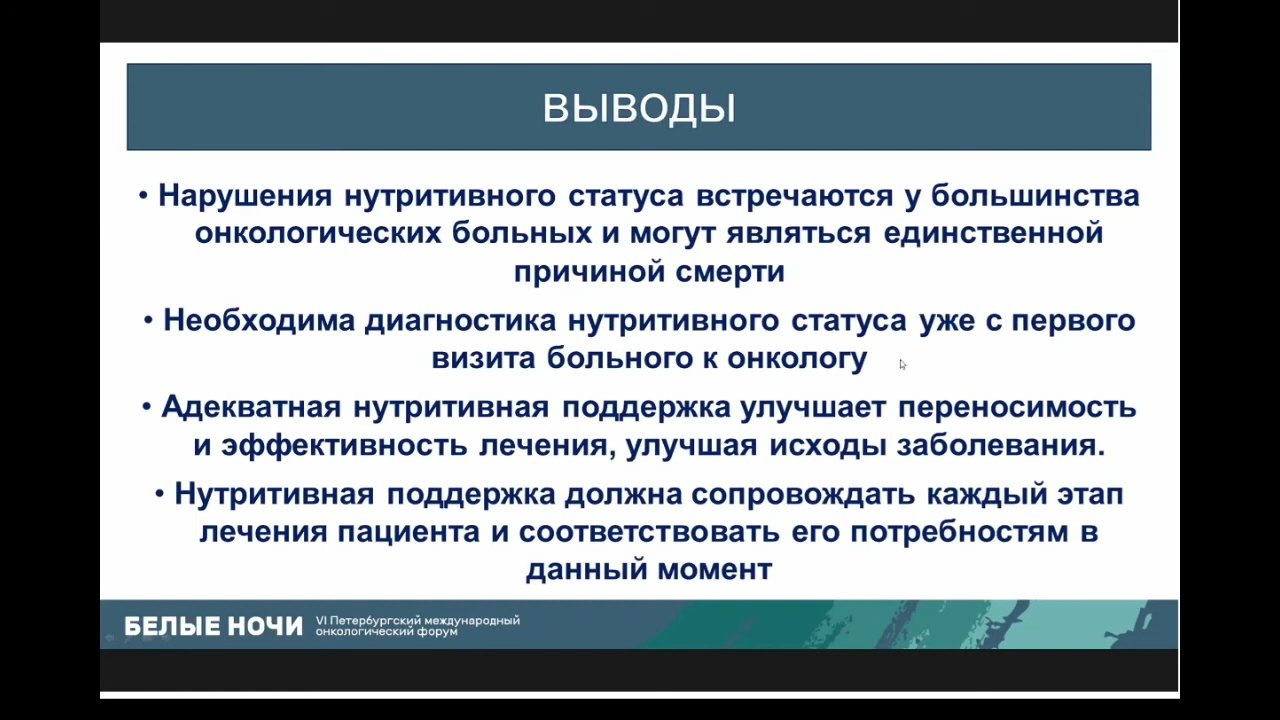 ВЫВОДЫ
• Нарушения нутритивного статуса встречаются у большинства
онкологических больных и могут являться единственной
причиной смерти
• Необходима диагностика нутритивного статуса уже с первого
визита больного к онкологу
• Адекватная нутритивная поддержка улучшает переносимость
и эффективность лечения, улучшая исходы заболевания.
• Нутритивная поддержка должна сопровождать каждый этап
лечения пациента и соответствовать его потребностям в
данный момент
БЕЛЫЕ НОЧИ
VI Петербургский международный
онкологический форум